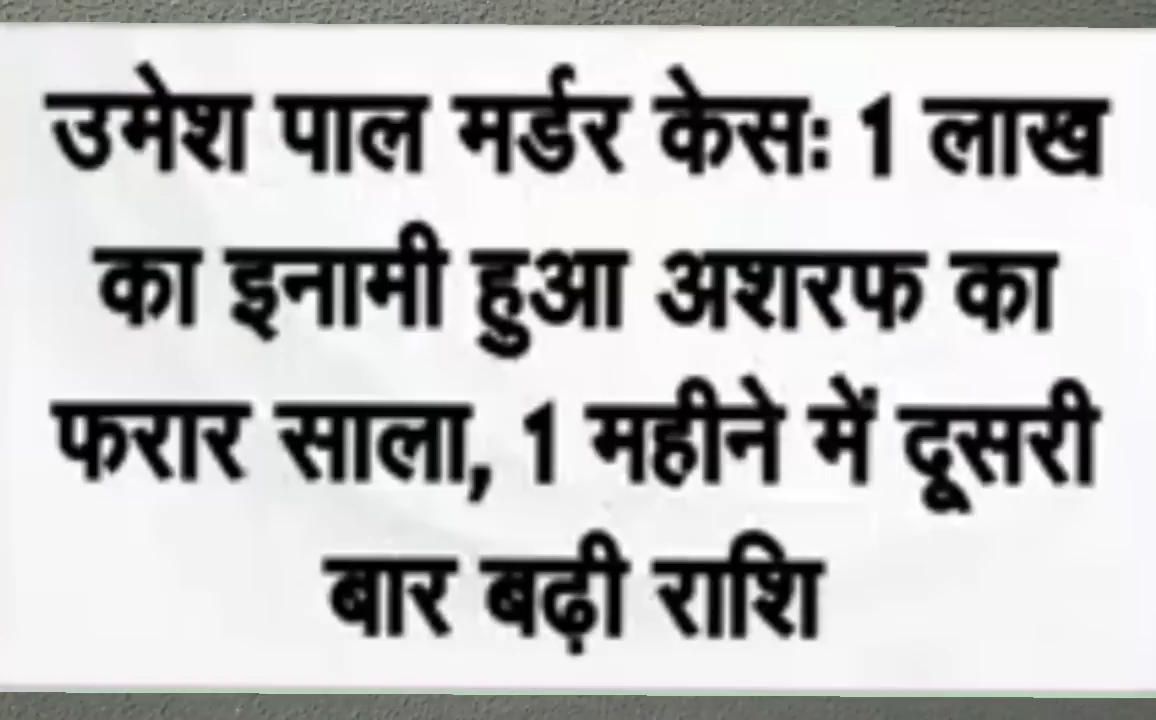 उमेश पाल मर्डर केसः 1 लाख
का इनामी हुआ अशरफ का
फरार साला, 1 महीने में दूसरी
बार बढ़ी राशि